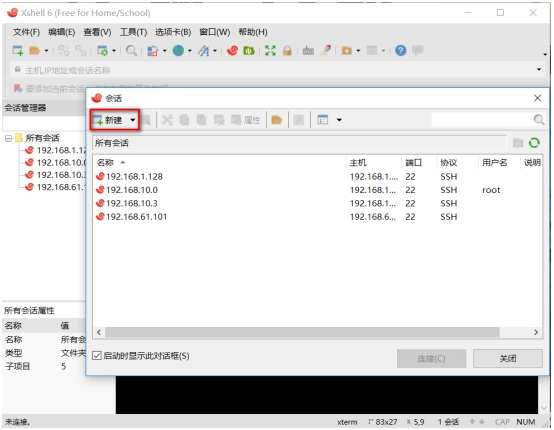 Xshell 6 (Free for Home/School)
文件(F) 编辑(E) 查看(V) 工具(T) 选项卡(B) 窗口(W) 帮助(H)
主机,IP地址或会话名称
要添加当前会话
会话管理器
所有会话
192.168.1.12
192.168.10.0
192.168.10.3
192.168.61.1
所有会话属性
名称 值
名称 所有会
类型 文件夹
子项目 5
会话
新建 属性
所有会话
名称 主机 端口 协议 用户名 说明
192.168.1.128 192.168.1.... 22 SSH
192.168.10.0 192.168.1... 22 SSH root
192.168.10.3 192.168.1... 22 SSH
192.168.61.101 192.168.6... 22 SSH
启动时显示此对话框(S) 连接(C) 关闭
未连接。 xterm 83x27 5,9 1 会话 CAP NUM